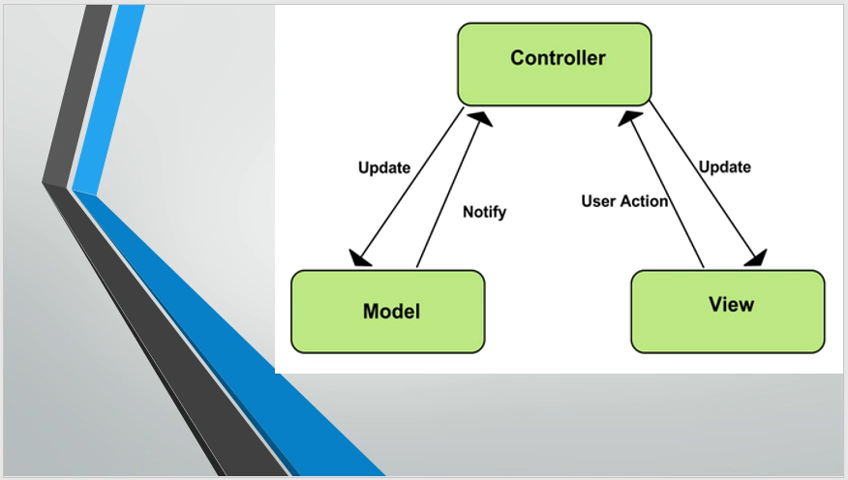 Controller
Update
Update
User Action
Notify
Model
View